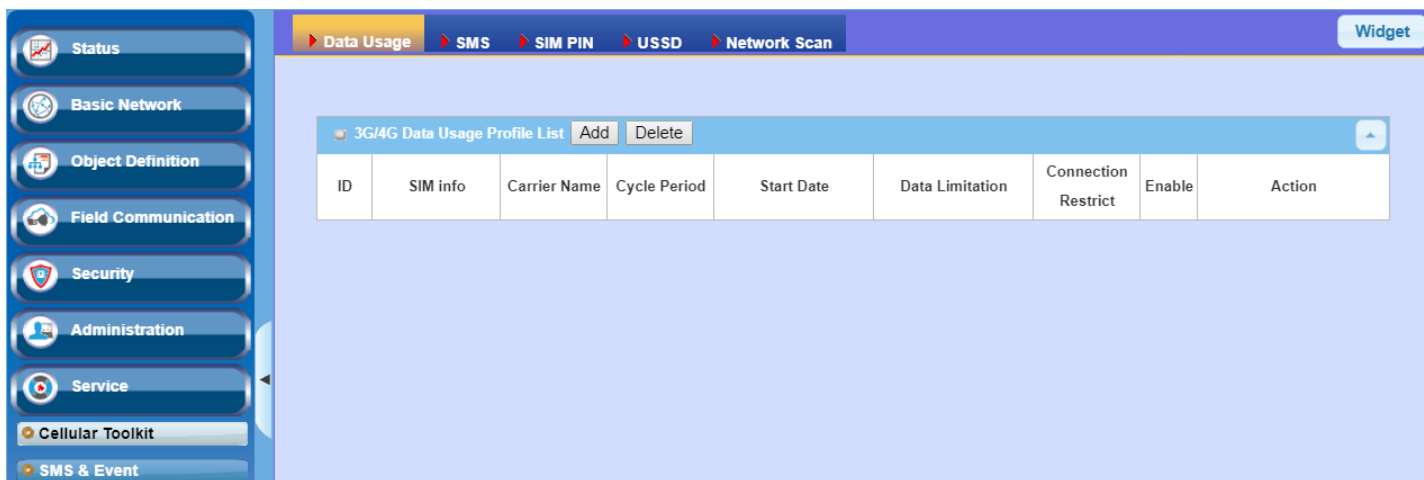 Status
Basic Network
Object Definition
Field Communication
Security
Administration
Service
Cellular Toolkit
SMS & Event
Data Usage SMS SIM PIN USSD Network Scan
Widget
3G/4G Data Usage Profile List Add Delete
ID SIM info Carrier Name Cycle Period Start Date Data Limitation Connection Restrict Enable Action